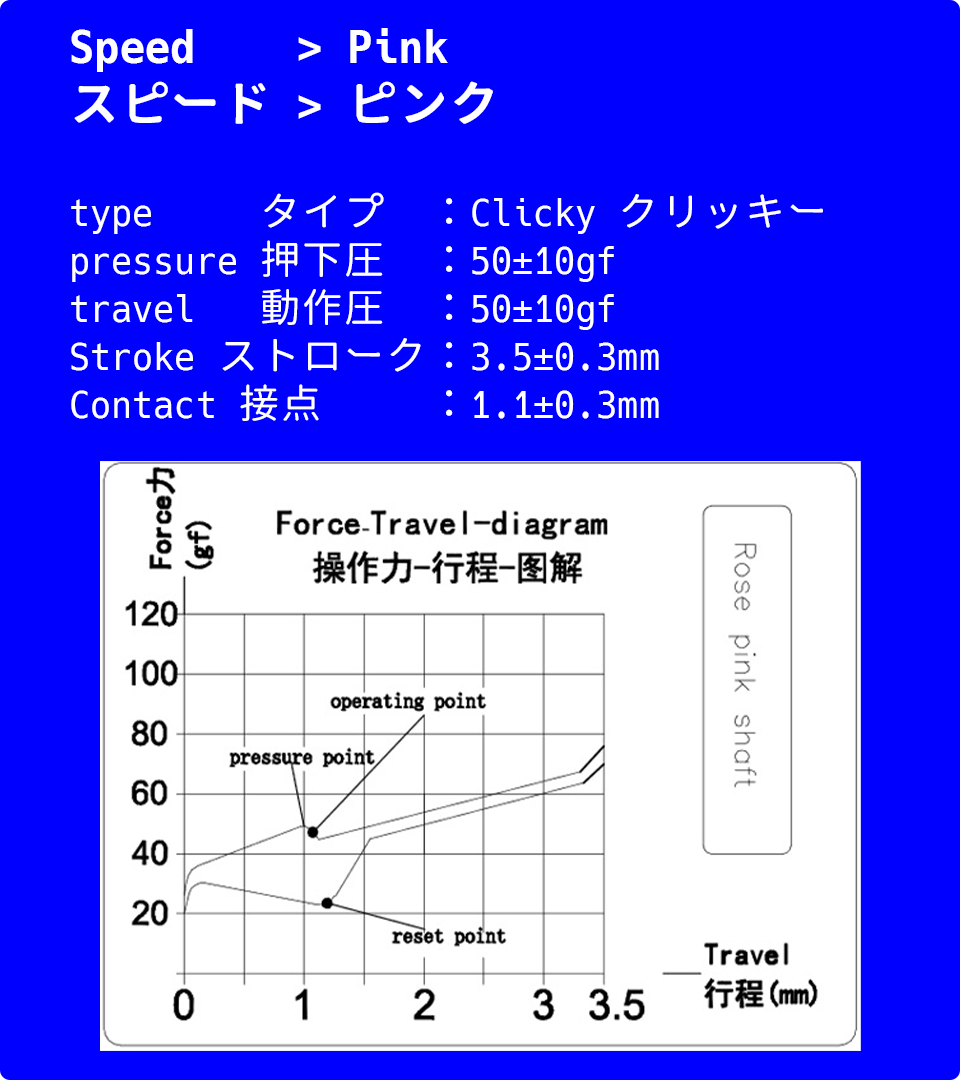 Speed > Pink
スピード > ピンク
type タイプ ：Clicky クリッキー
pressure 押下圧 ：50±10gf
travel 動作圧 ：50±10gf
Stroke ストローク：3.5±0.3mm
Contact 接点 ：1.1±0.3mm
Force力
(gf)
Force-Travel-diagram
操作力-行程-图解
Rose pink shaft
120
100
operating point
80
pressure point
60
40
20
reset point
Travel
行程(mm)
0 1 2 3 3.5